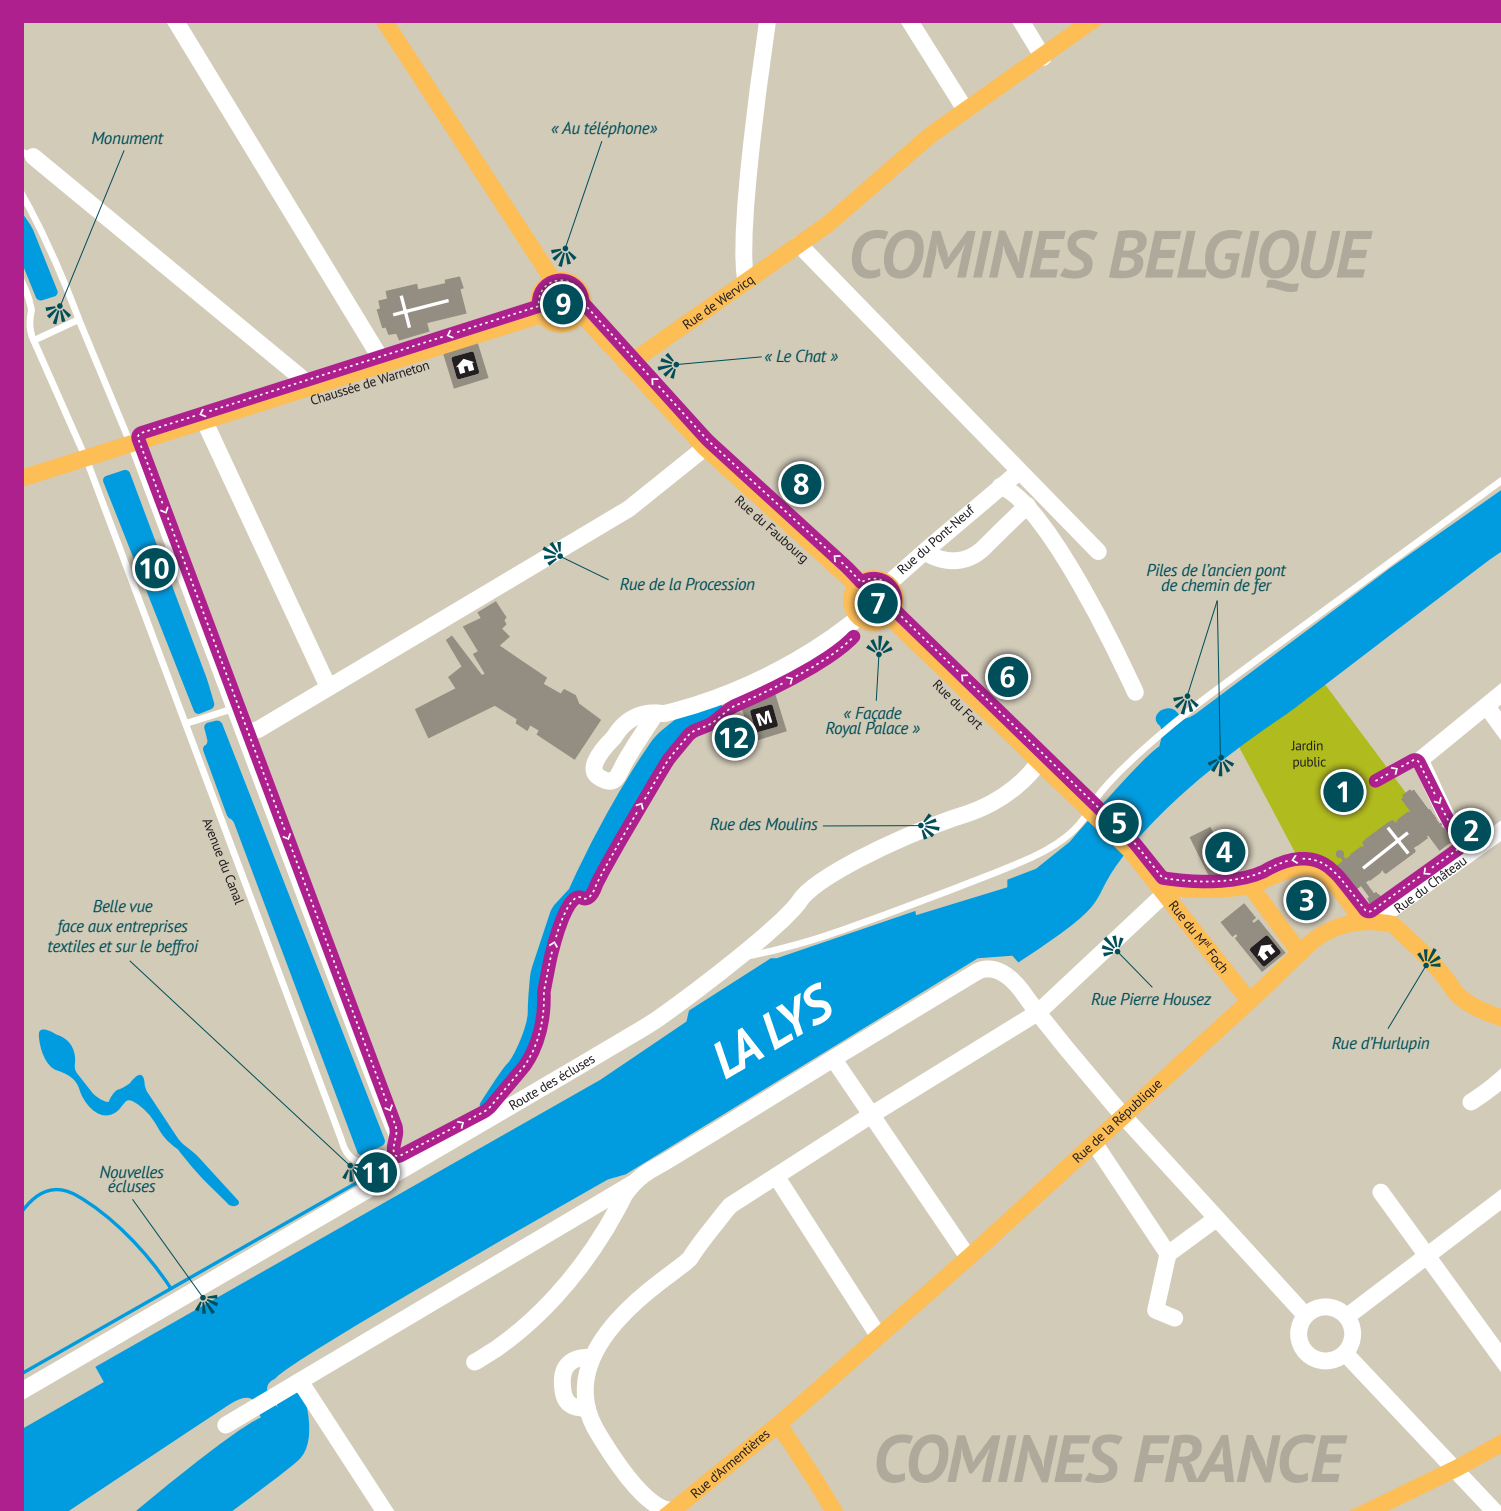 Monument
« Au téléphone»
COMINES BELGIQUE
Rue de Wervicq
9
« Le Chat »
Chaussée de Warneton
8
Rue du Faubourg
Rue du Pont-Neuf
10
Rue de la Procession
Piles de l'ancien pont
de chemin de fer
7
6
Rue du Fort
« Façade
Royal Palace »
M
12
Jardin
public
1
2
Rue des Moulins
5
4
Rue du Château
3
Avenue du Canal
Belle vue
face aux entreprises
textiles et sur le beffroi
Rue du Mal Foch
Rue Pierre Housez
Rue d'Hurlupin
LA LYS
Route des écluses
Rue de la République
11
Nouvelles
écluses
Rue d'Armentières
COMINES FRANCE